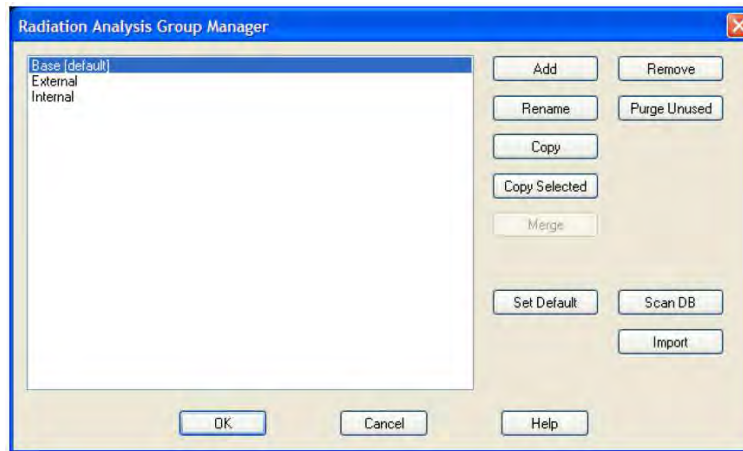 Radiation Analysis Group Manager
Base [default]
External
Internal
Add
Remove
Rename
Purge Unused
Copy
Copy Selected
Merge
Set Default
Scan DB
Import
OK
Cancel
Help